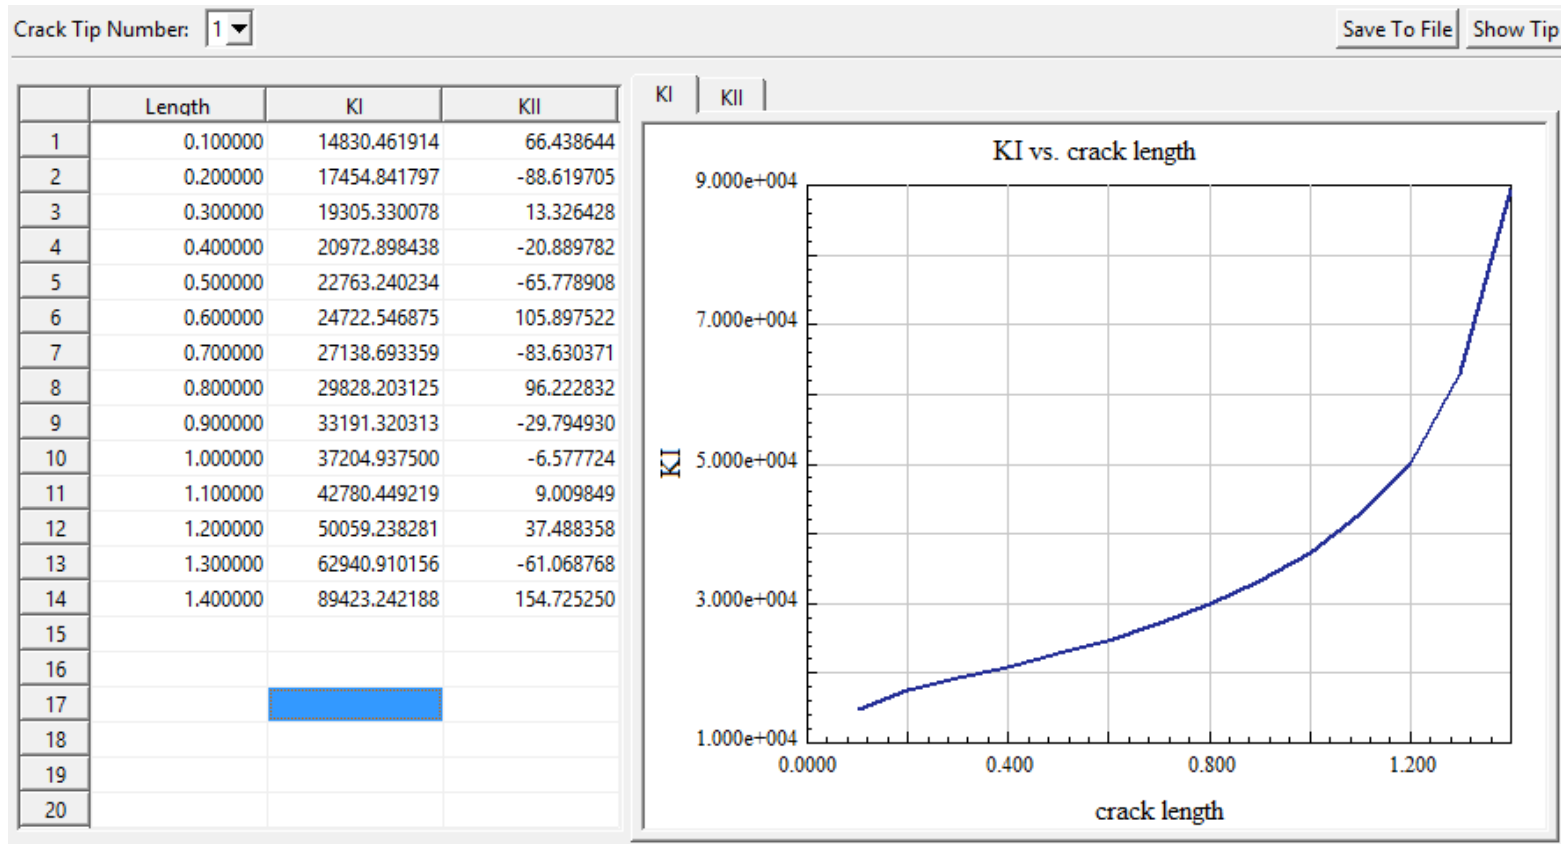 Crack Tip Number: 1 Save To File Show Tip
Length KI KII
1 0.100000 14830.461914 66.438644
2 0.200000 17454.841797 -88.619705
3 0.300000 19305.330078 13.326428
4 0.400000 20972.898438 -20.889782
5 0.500000 22763.240234 -65.778908
6 0.600000 24722.546875 105.897522
7 0.700000 27138.693359 -83.630371
8 0.800000 29828.203125 96.222832
9 0.900000 33191.320313 -29.794930
10 1.000000 37204.937500 -6.577724
11 1.100000 42780.449219 9.009849
12 1.200000 50059.238281 37.488358
13 1.300000 62940.910156 -61.068768
14 1.400000 89423.242188 154.725250
15
16
17
18
19
20
KI KII
KI vs. crack length
9.000e+004
7.000e+004
5.000e+004
3.000e+004
1.000e+004
KI
0.0000 0.400 0.800 1.200
crack length